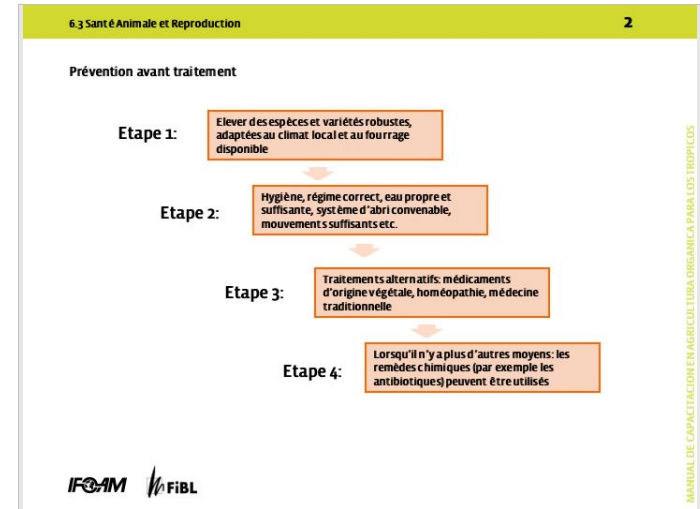 6.3 Santé Animale et Reproduction
2
Prévention avant traitement
Etape 1:
Elever des espèces et variétés robustes,
adaptées au climat local et au fourrage
disponible
Etape 2:
Hygiène, régime correct, eau propre et
suffisante, système d'abri convenable,
mouvements suffisants etc.
Etape 3:
Traitements alternatifs: médicaments
d'origine végétale, homéopathie, médecine
traditionnelle
Etape 4:
Lorsqu'il n'y a plus d'autres moyens: les
remèdes chimiques (par exemple les
antibiotiques) peuvent être utilisés
MANUAL DE CAPACITACION EN AGRICULTURA ORGANICA PARA LOS TROPICOS
IFOAM
FiBL